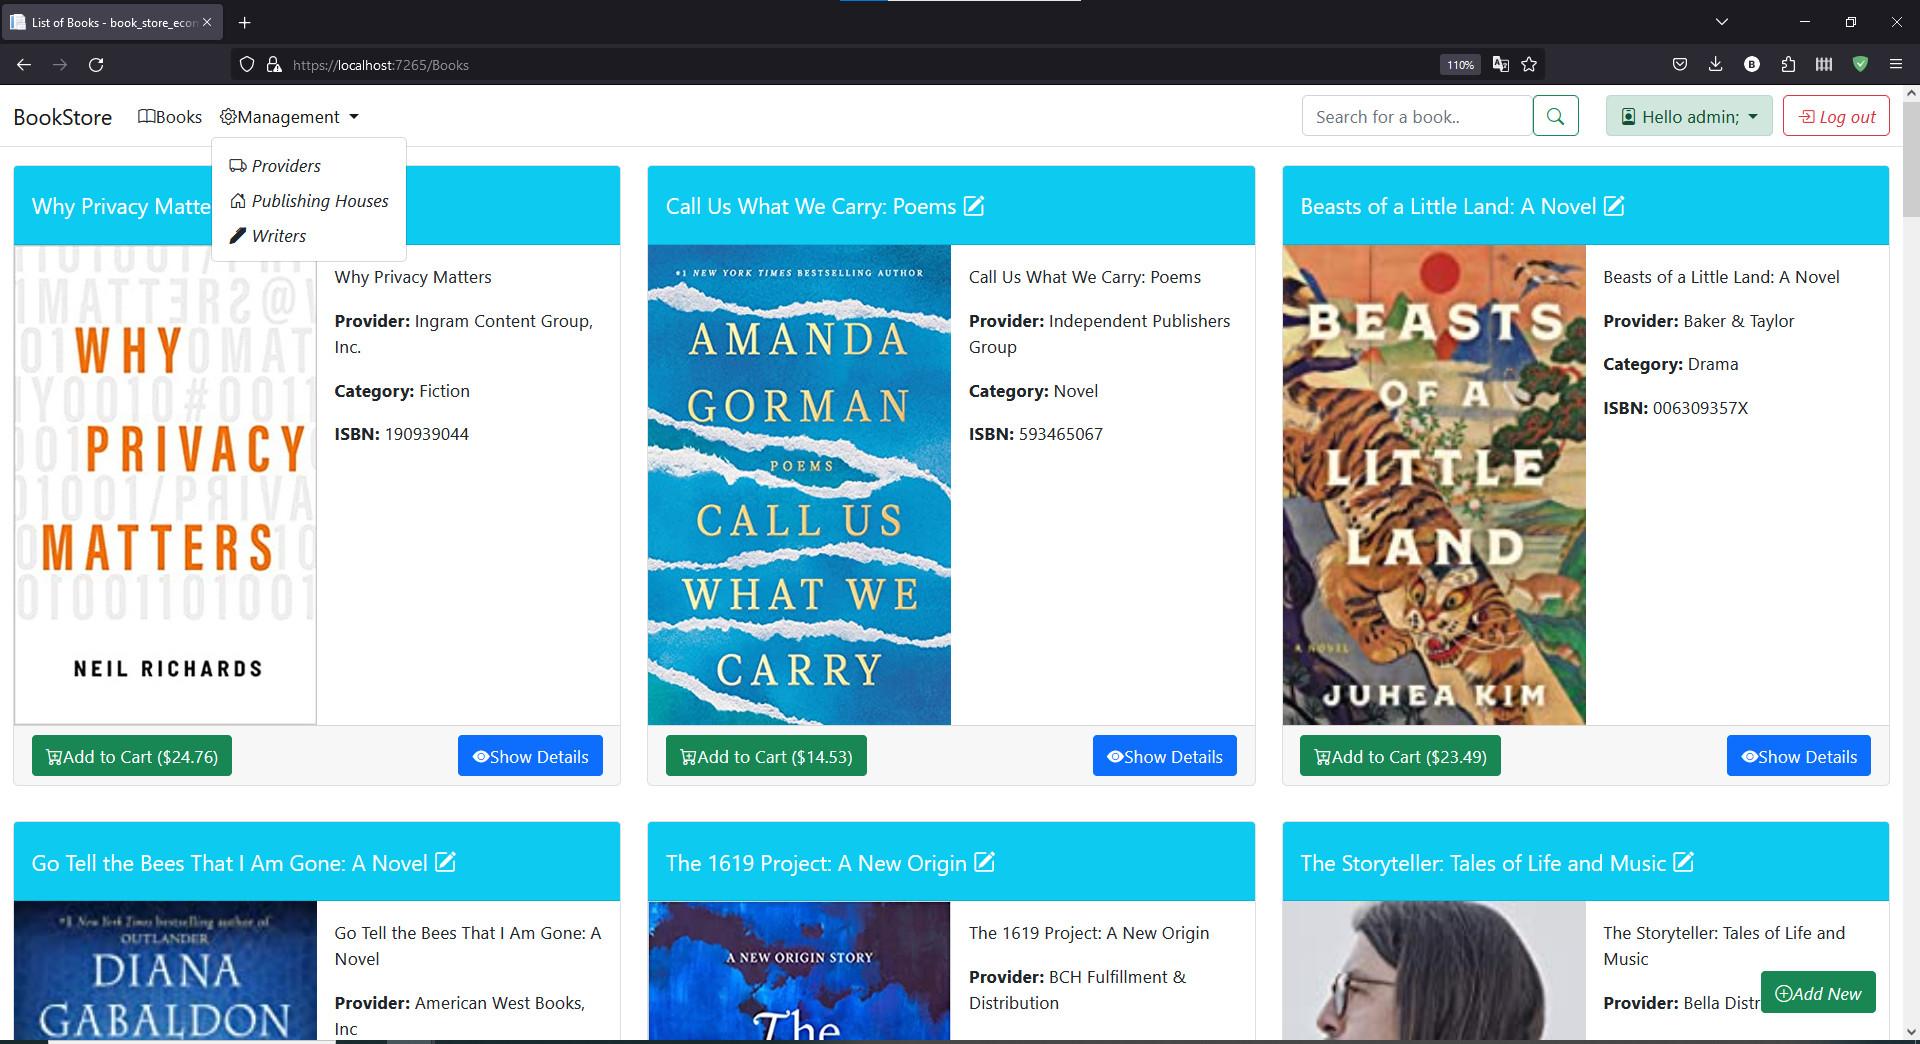 List of Books - book_store_econ
https://localhost:7265/Books
110%
BookStore
Books
Management
Search for a book..
Hello admin;
Log out
Providers
Publishing Houses
Writers
Why Privacy Matte
WHY
PRIVACY
MATTERS
NEIL RICHARDS
Why Privacy Matters
Provider: Ingram Content Group,
Inc.
Category: Fiction
ISBN: 190939044
Add to Cart ($24.76)
Show Details
Call Us What We Carry: Poems
#1 NEW YORK TIMES BESTSELLING AUTHOR
AMANDA
GORMAN
POEMS
CALL US
WHAT WE
CARRY
Call Us What We Carry: Poems
Provider: Independent Publishers
Group
Category: Novel
ISBN: 593465067
Add to Cart ($14.53)
Show Details
Beasts of a Little Land: A Novel
BEASTS
OF A
LITTLE
LAND
A NOVEL
JUHEA KIM
Beasts of a Little Land: A Novel
Provider: Baker & Taylor
Category: Drama
ISBN: 006309357X
Add to Cart ($23.49)
Show Details
Go Tell the Bees That I Am Gone: A Novel
#1 New York Times bestselling author of
OUTLANDER
DIANA
GABALDON
Go Tell the Bees That I Am Gone: A
Novel
Provider: American West Books,
Inc
The 1619 Project: A New Origin
A NEW ORIGIN STORY
The
The 1619 Project: A New Origin
Provider: BCH Fulfillment &
Distribution
The Storyteller: Tales of Life and Music
The Storyteller: Tales of Life and
Music
Provider: Bella Distr
Add New